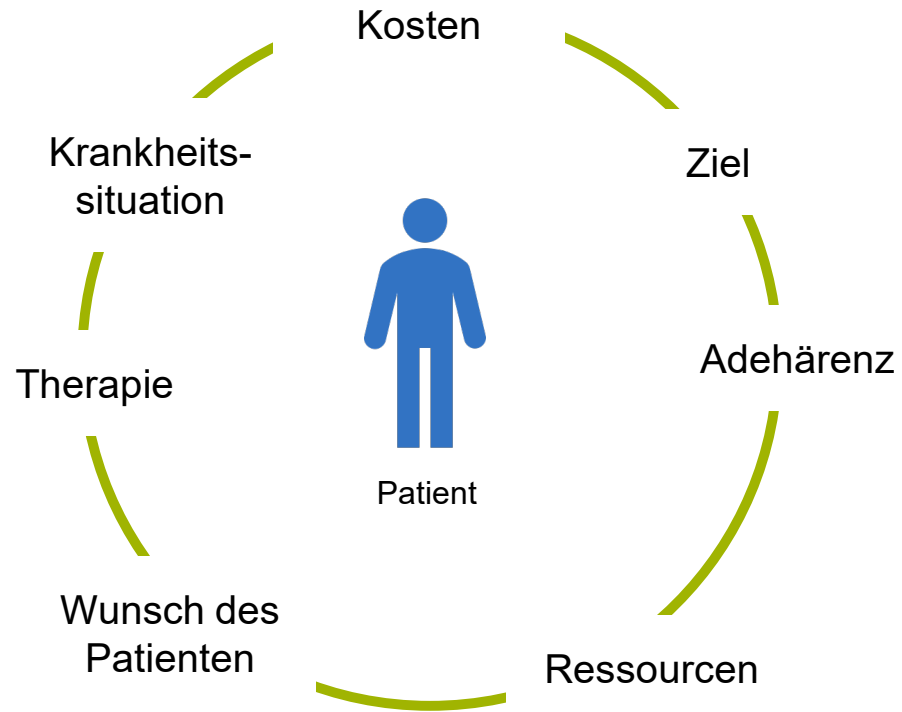 Kosten
Krankheits-
situation
Ziel
Adehärenz
Therapie
Patient
Wunsch des
Patienten
Ressourcen